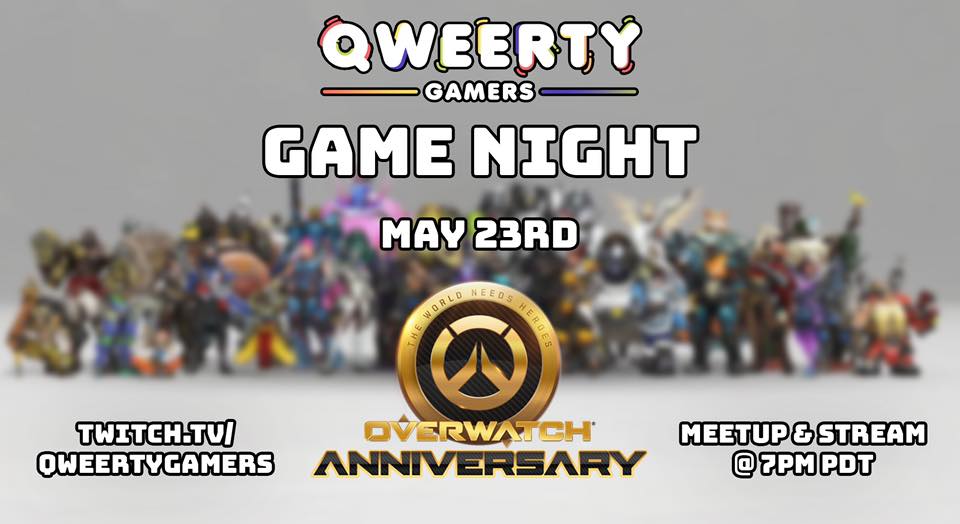 QWEERTY
GAMERS
GAME NIGHT
MAY 23RD
THE WORLD NEEDS HEROES
OVERWATCH®
ANNIVERSARY
TWITCH.TV/
QWEERTYGAMERS
MEETUP & STREAM
@ 7PM PDT